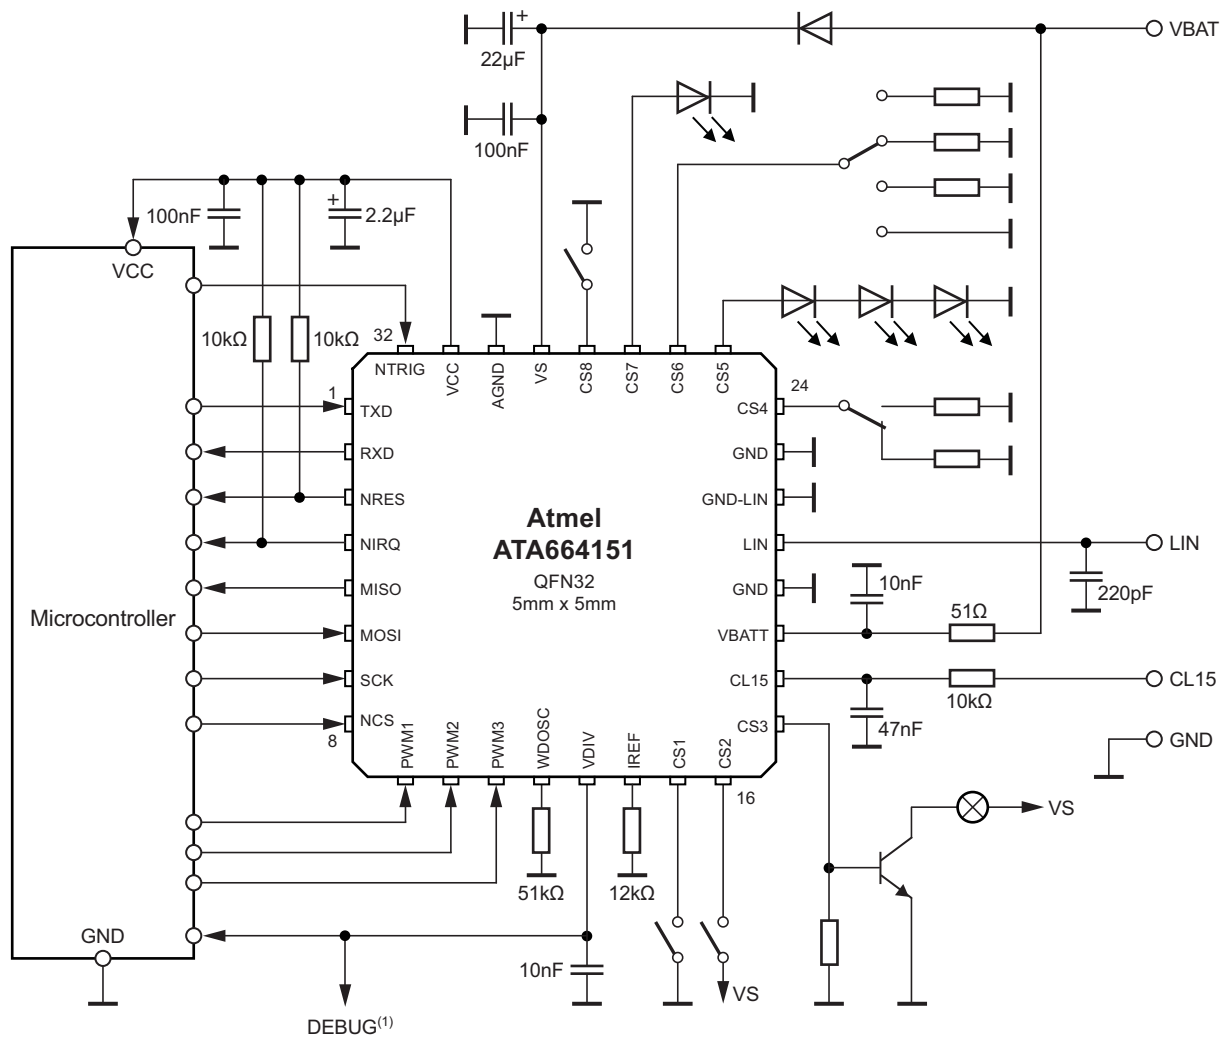 VBAT
22µF
+
100nF
100nF
+
2.2µF
VCC
10kΩ
10kΩ
32
NTRIG
VCC
AGND
VS
CS8
CS7
CS6
CS5
24
1
TXD
RXD
NRES
NIRQ
MISO
MOSI
SCK
NCS
8
CS4
GND
GND-LIN
LIN
GND
VBATT
CL15
CS3
Atmel
ATA664151
QFN32
5mm x 5mm
Microcontroller
LIN
220pF
10nF
51Ω
CL15
10kΩ
47nF
GND
PWM1
PWM2
PWM3
WDOSC
VDIV
IREF
CS1
CS2
16
51kΩ
12kΩ
VS
GND
10nF
VS
DEBUG(1)